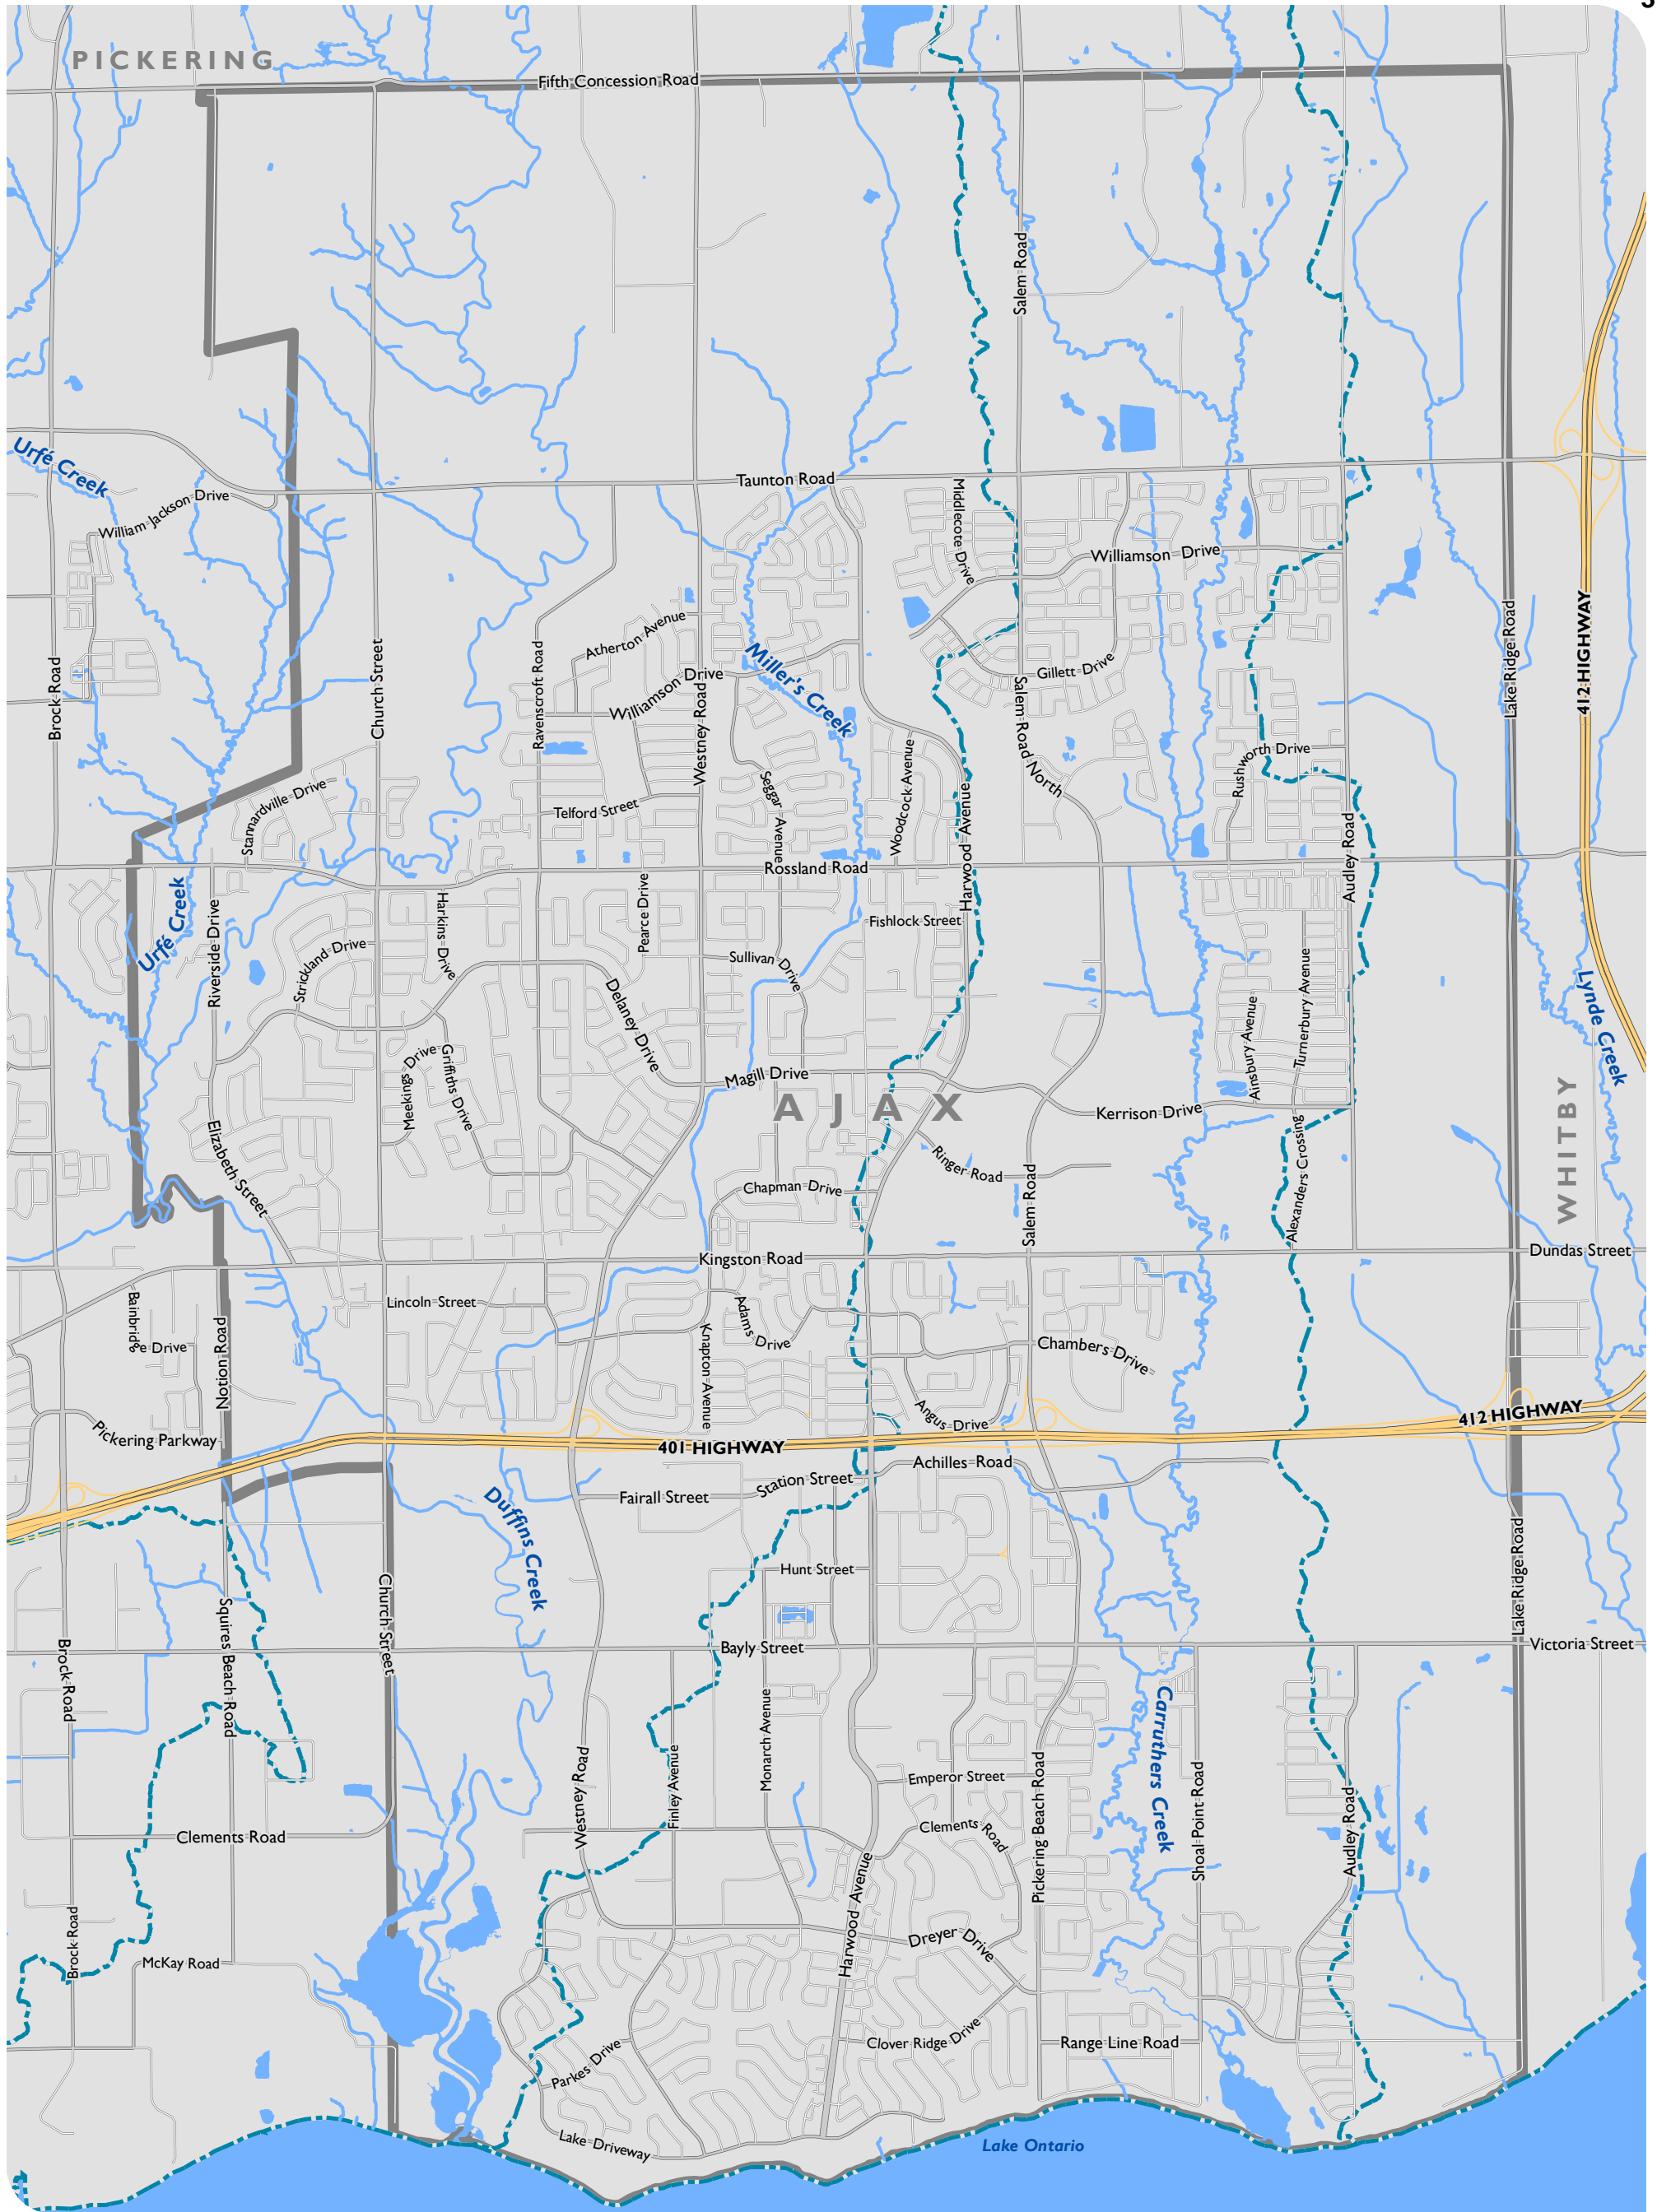 PICKERING
Fifth Concession Road
Salem Road
Urfé Creek
William Jackson Drive
Taunton Road
Middlecote Drive
Williamson Drive
Brock Road
Church Street
Ravenscroft Road
Atherton Avenue
Williamson Drive
Westney Road
Miller's Creek
Gillett Drive
Salem Road North
Lake Ridge Road
412 HIGHWAY
Stannardville Drive
Telford Street
Seggar Avenue
Woodcock Avenue
Harwood Avenue
Rushworth Drive
Audley Road
Rossland Road
Urfé Creek
Riverside Drive
Strickland Drive
Harkins Drive
Pearce Drive
Fishlock Street
Sullivan Drive
Delaney Drive
Ainsbury Avenue
Turnerbury Avenue
Lynde Creek
Meekings Drive
Griffiths Drive
Magill Drive
AJAX
Kerrison Drive
WHITBY
Elizabeth Street
Ringer Road
Chapman Drive
Salem Road
Alexanders Crossing
Kingston Road
Dundas Street
Bainbridge Drive
Notion Road
Lincoln Street
Adams Drive
Knapton Avenue
Chambers Drive
Angus Drive
Pickering Parkway
401 HIGHWAY
412 HIGHWAY
Achilles Road
Station Street
Fairall Street
Duffins Creek
Hunt Street
Church Street
Squires Beach Road
Brock Road
Bayly Street
Lake Ridge Road
Victoria Street
Westney Road
Finley Avenue
Monarch Avenue
Emperor Street
Pickering Beach Road
Carruthers Creek
Shoal Point Road
Audley Road
Clements Road
Clements Road
Harwood Avenue
Brock Road
McKay Road
Dreyer Drive
Clover Ridge Drive
Range Line Road
Parkes Drive
Lake Driveway
Lake Ontario